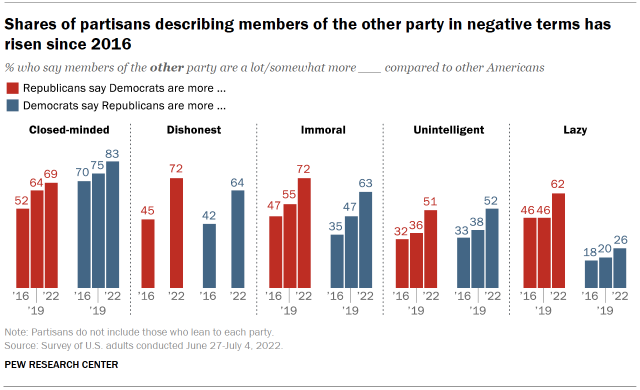 Shares of partisans describing members of the other party in negative terms has
risen since 2016
% who say members of the other party are a lot/somewhat more ___ compared to other Americans
Republicans say Democrats are more ...
Democrats say Republicans are more ...
Closed-minded Dishonest Immoral Unintelligent Lazy
52 64 69 70 75 83 45 72 42 64 47 55 72 35 47 63 32 36 51 33 38 52 46 46 62 18 20 26
'16 '22 '16 '22 '16 '22 '16 '22 '16 '22 '16 '22 '16 '22 '16 '22 '16 '22 '16 '22
'19 '19 '19 '19 '19 '19 '19 '19
Note: Partisans do not include those who lean to each party.
Source: Survey of U.S. adults conducted June 27-July 4, 2022.
PEW RESEARCH CENTER